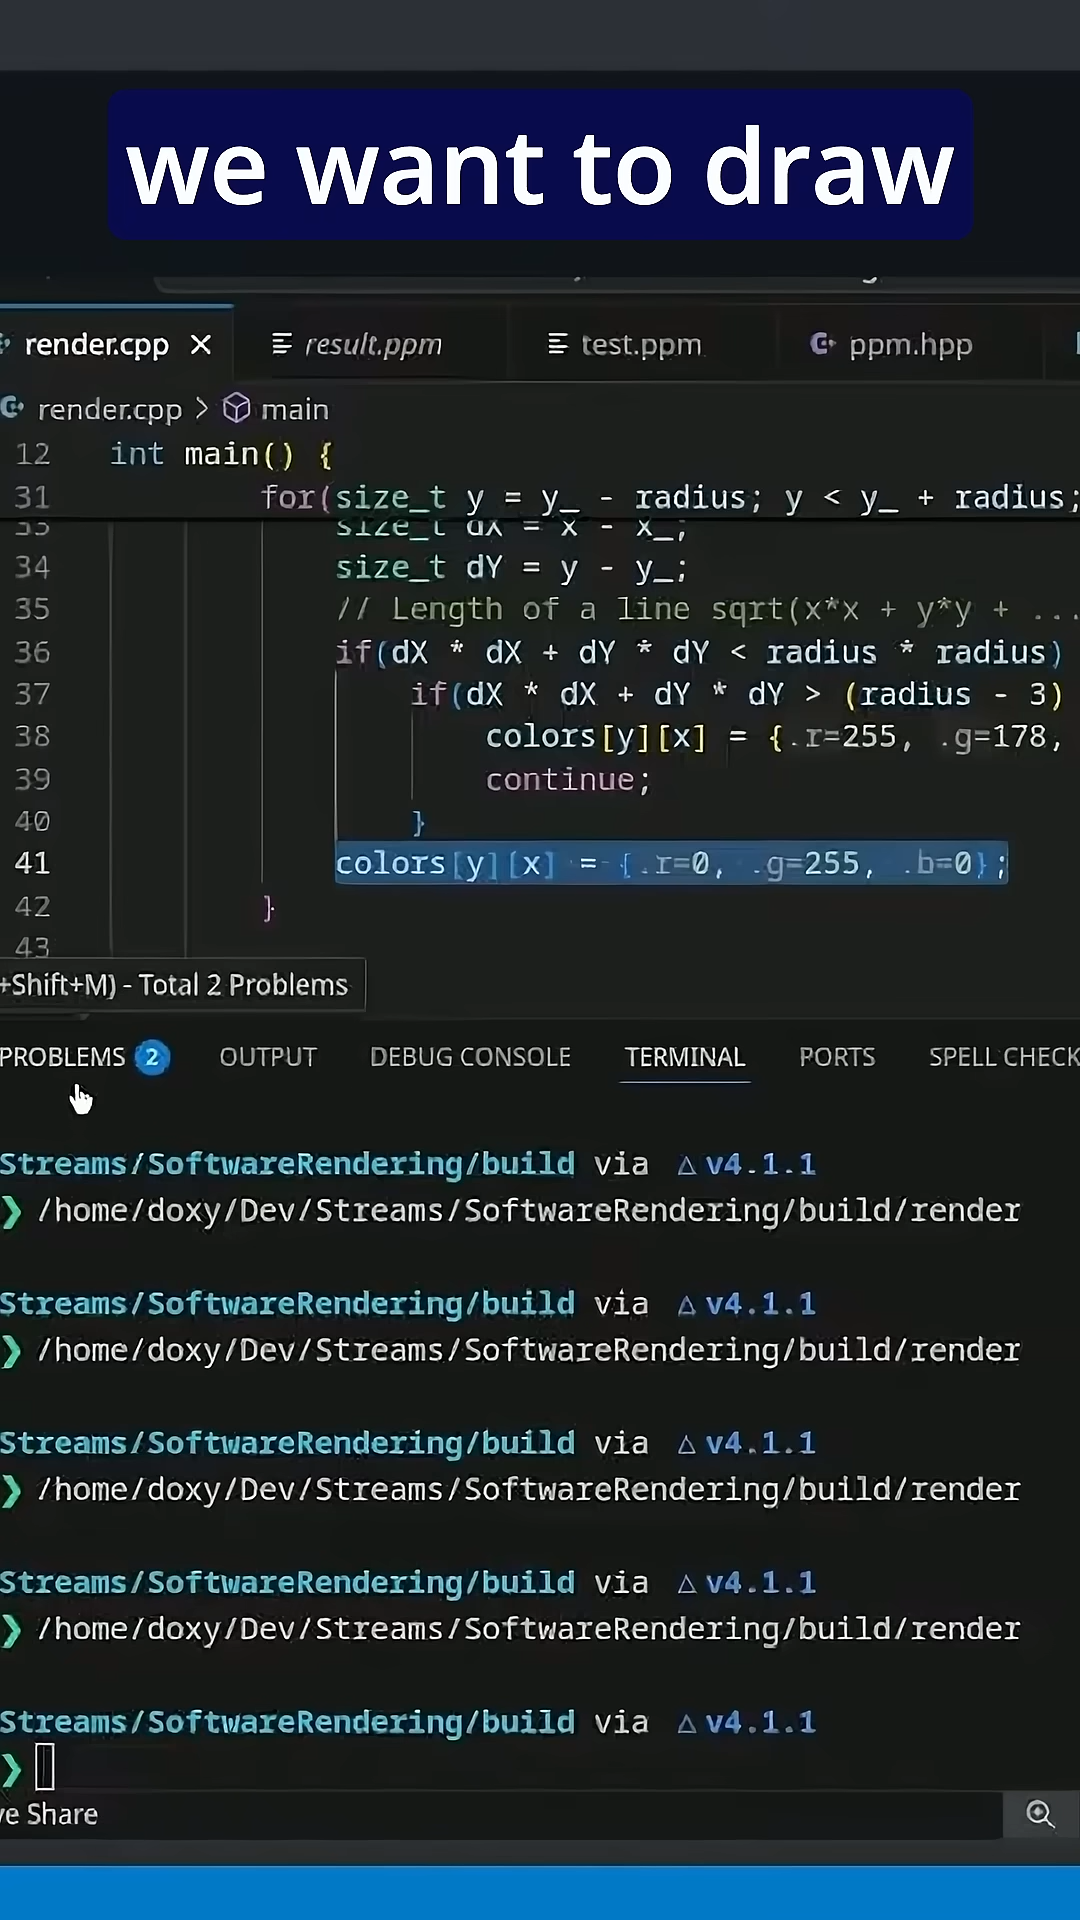 we want to draw
render.cpp
result.ppm
test.ppm
ppm.hpp
render.cpp > main
12 int main() {
31 for(size_t y = y_ - radius; y < y_ + radius;
33 size_t dX = x - x_;
34 size_t dY = y - y_;
35 // Length of a line sqrt(x*x + y*y + ...
36 if(dX * dX + dY * dY < radius * radius)
37 if(dX * dX + dY * dY > (radius - 3)
38 colors[y][x] = {.r=255, .g=178,
39 continue;
40 }
41 colors[y][x] = {.r=0, .g=255, .b=0};
42 }
43
+Shift+M) - Total 2 Problems
PROBLEMS 2 OUTPUT DEBUG CONSOLE TERMINAL PORTS SPELL CHECK
Streams/SoftwareRendering/build via △ v4.1.1
❯ /home/doxy/Dev/Streams/SoftwareRendering/build/render
Streams/SoftwareRendering/build via △ v4.1.1
❯ /home/doxy/Dev/Streams/SoftwareRendering/build/render
Streams/SoftwareRendering/build via △ v4.1.1
❯ /home/doxy/Dev/Streams/SoftwareRendering/build/render
Streams/SoftwareRendering/build via △ v4.1.1
❯ /home/doxy/Dev/Streams/SoftwareRendering/build/render
Streams/SoftwareRendering/build via △ v4.1.1
❯
ve Share